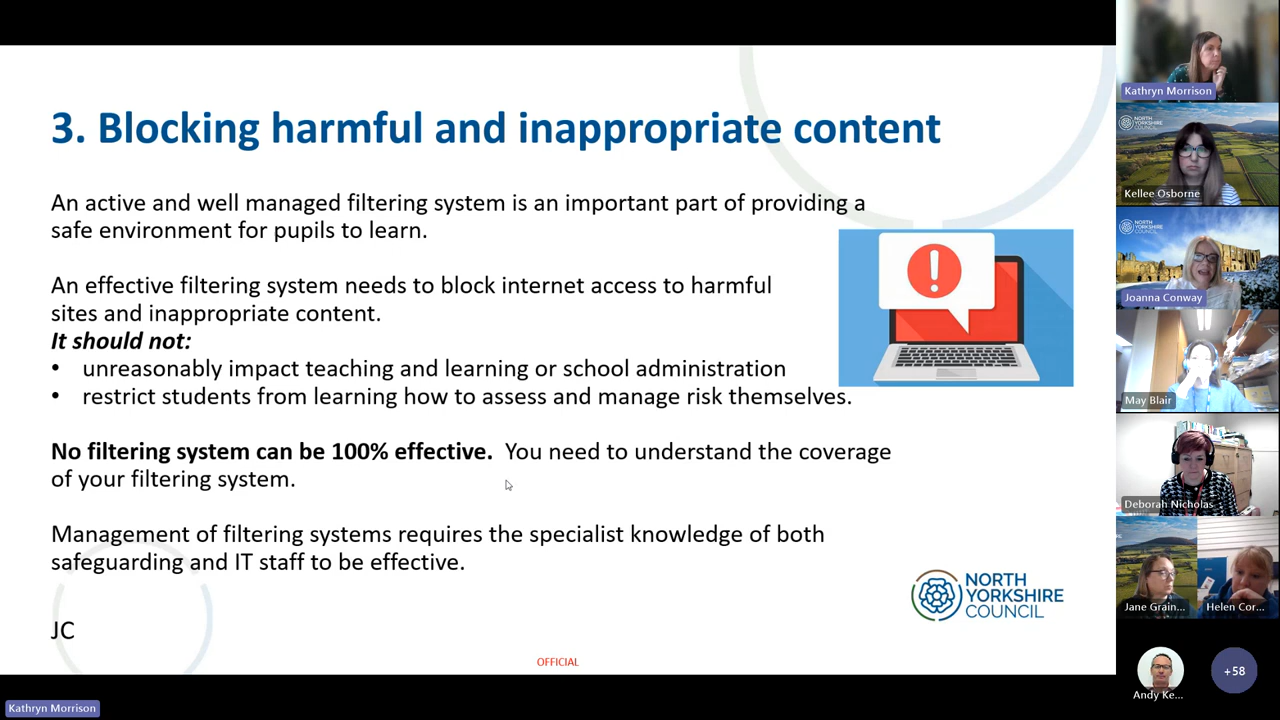 3. Blocking harmful and inappropriate content
An active and well managed filtering system is an important part of providing a
safe environment for pupils to learn.
An effective filtering system needs to block internet access to harmful
sites and inappropriate content.
It should not:
• unreasonably impact teaching and learning or school administration
• restrict students from learning how to assess and manage risk themselves.
No filtering system can be 100% effective. You need to understand the coverage
of your filtering system.
Management of filtering systems requires the specialist knowledge of both
safeguarding and IT staff to be effective.
JC
!
NORTH
YORKSHIRE
COUNCIL
OFFICIAL
Kathryn Morrison
Kathryn Morrison
NORTH
YORKSHIRE
COUNCIL
Kellee Osborne
NORTH
YORKSHIRE
COUNCIL
Joanna Conway
May Blair
Deborah Nicholas
Jane Grain...
Helen Cor...
Andy Ke...
+58